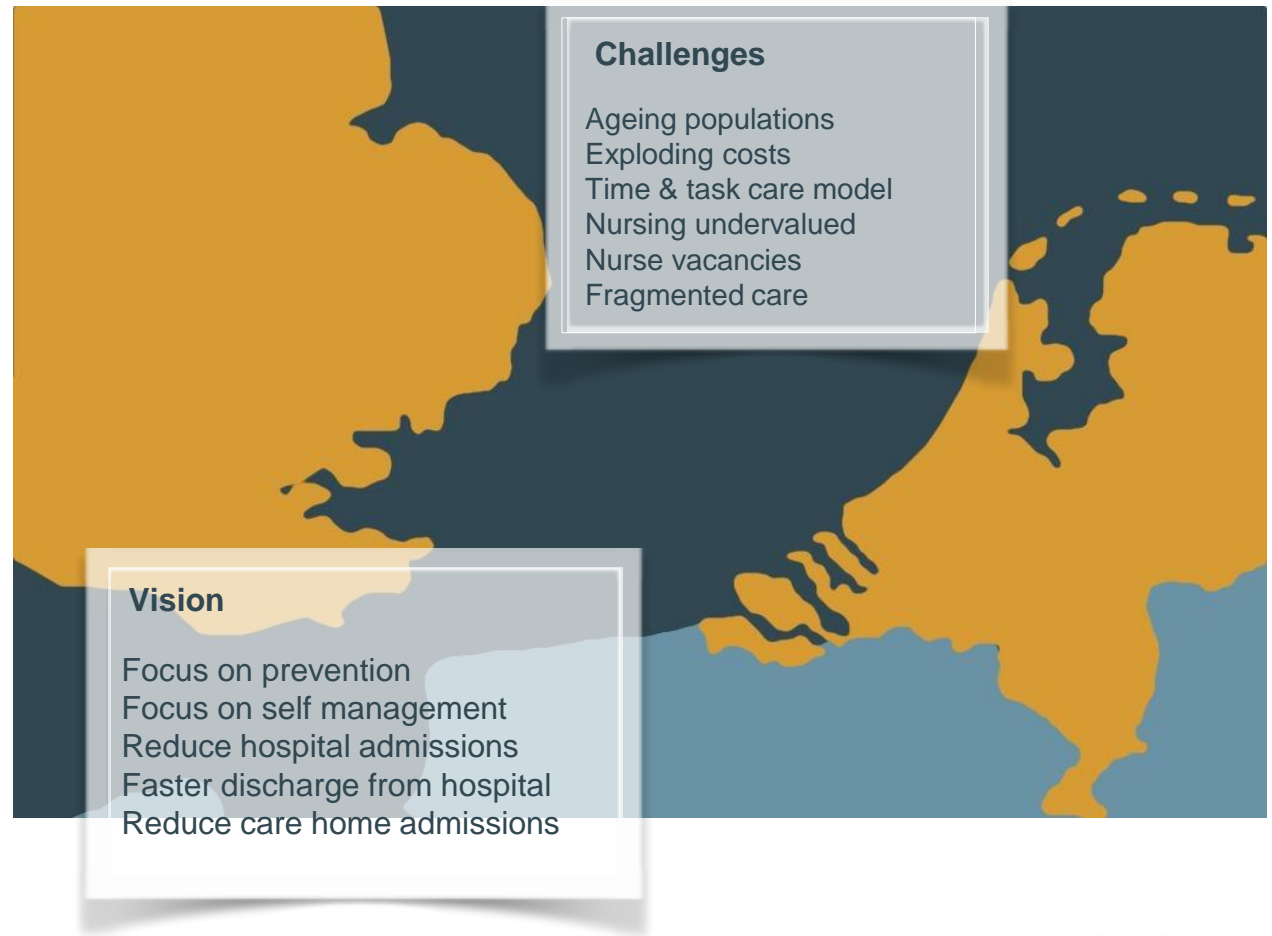 Challenges
Ageing populations
Exploding costs
Time & task care model
Nursing undervalued
Nurse vacancies
Fragmented care
Vision
Focus on prevention
Focus on self management
Reduce hospital admissions
Faster discharge from hospital
Reduce care home admissions